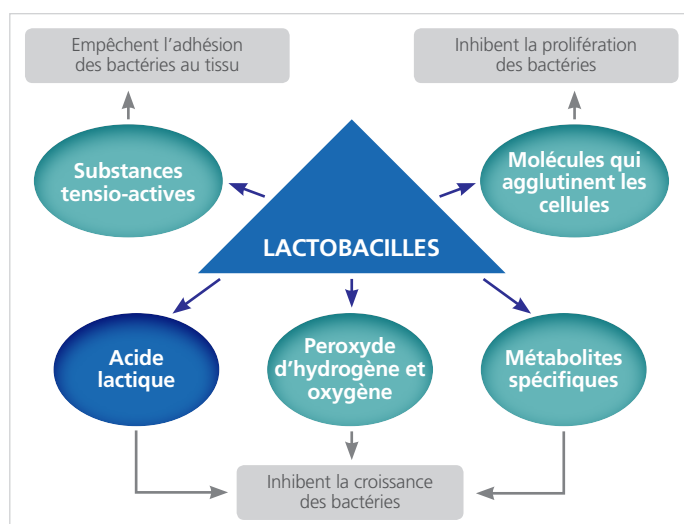 Empêchent l'adhésion
des bactéries au tissu
Inhibent la prolifération
des bactéries
Substances
tensio-actives
Molécules qui
agglutinent les
cellules
LACTOBACILLES
Acide
lactique
Peroxyde
d'hydrogène et
oxygène
Métabolites
spécifiques
Inhibent la croissance
des bactéries